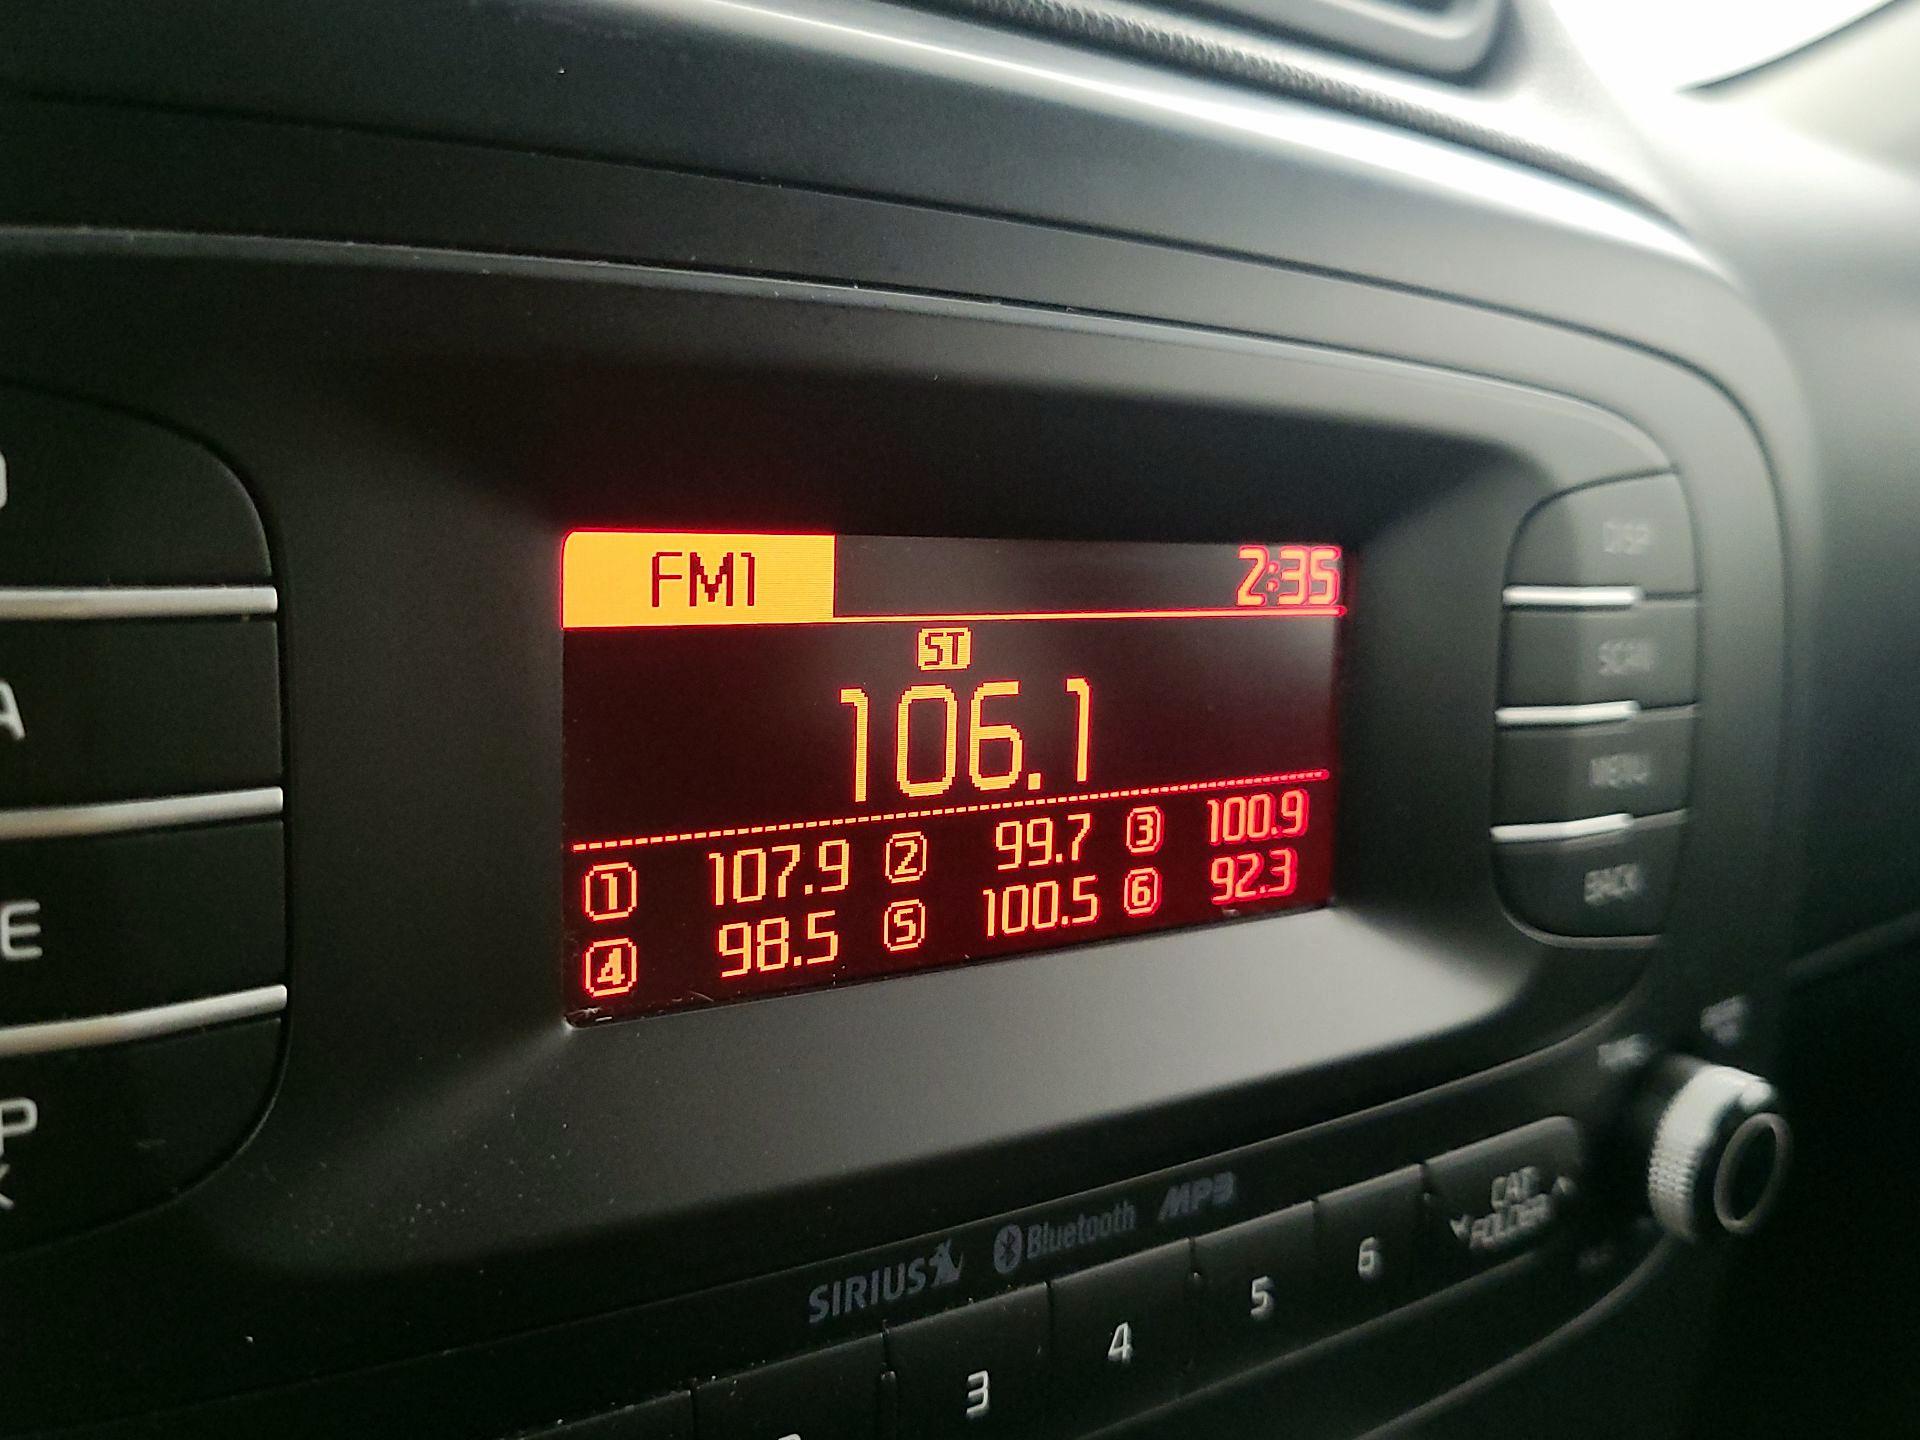 FM1 2:35
ST
106.1
1 107.9 2 99.7 3 100.9
4 98.5 5 100.5 6 92.3
DISP
SCAN
MENU
BACK
A
E
P
SIRIUS Bluetooth MP3
3 4 5 6 CAT FOLDER